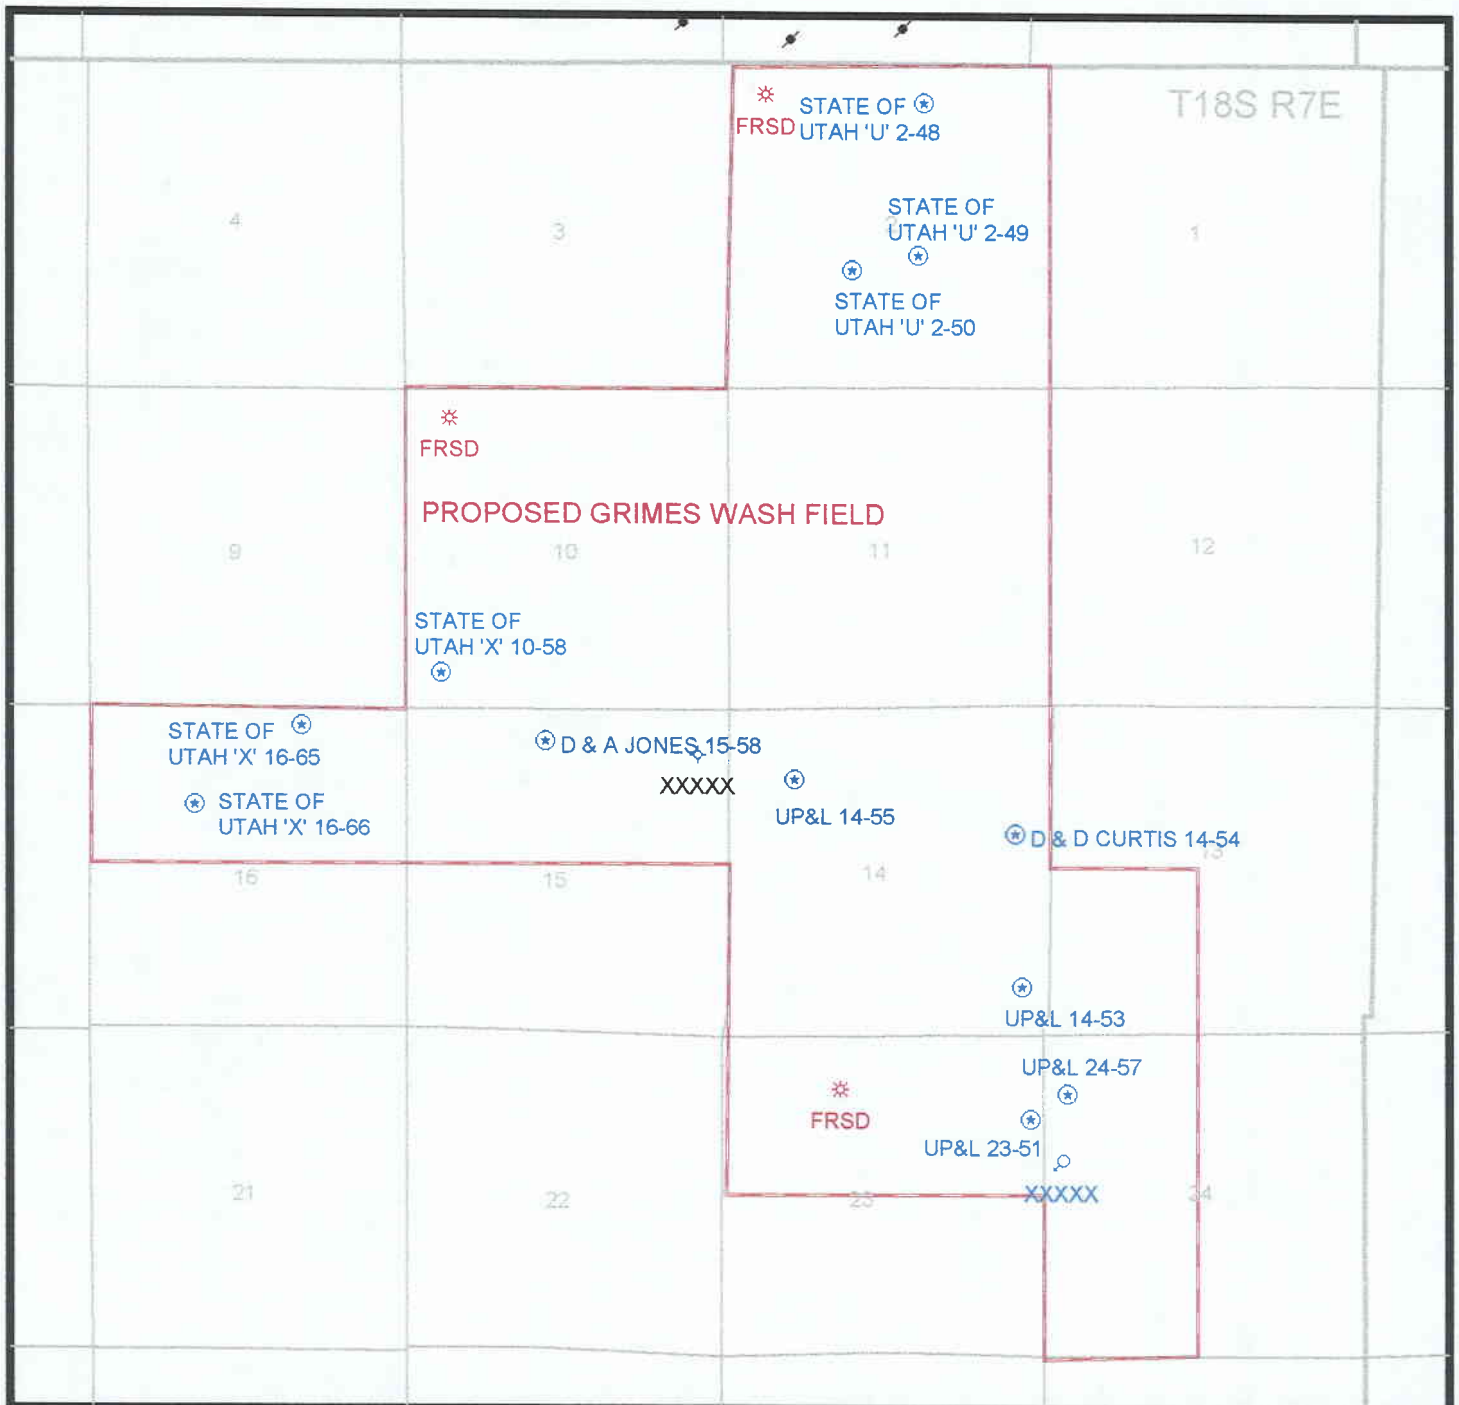 T18S R7E
STATE OF
UTAH 'U' 2-48
FRSD
STATE OF
UTAH 'U' 2-49
4
3
2
1
STATE OF
UTAH 'U' 2-50
FRSD
PROPOSED GRIMES WASH FIELD
9
10
11
12
STATE OF
UTAH 'X' 10-58
STATE OF
UTAH 'X' 16-65
D & A JONES 15-58
XXXXX
STATE OF
UTAH 'X' 16-66
UP&L 14-55
D & D CURTIS 14-54
13
16
15
14
UP&L 14-53
UP&L 24-57
FRSD
UP&L 23-51
XXXXX
21
22
23
24